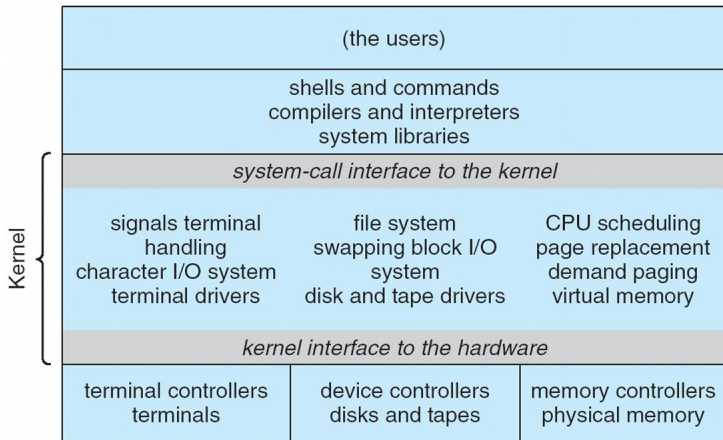 (the users)
shells and commands
compilers and interpreters
system libraries
system-call interface to the kernel
Kernel
signals terminal
handling
character I/O system
terminal drivers
file system
swapping block I/O
system
disk and tape drivers
CPU scheduling
page replacement
demand paging
virtual memory
kernel interface to the hardware
terminal controllers
terminals
device controllers
disks and tapes
memory controllers
physical memory